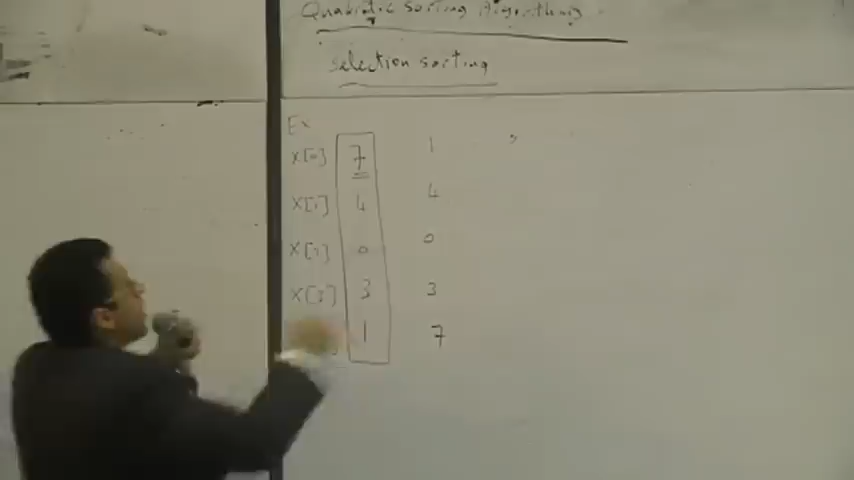 Quadratic sorting Algorithms
selection sorting
Ex
X[0] 7 1
X[1] 4 4
X[2] 0 0
X[3] 3 3
1 7